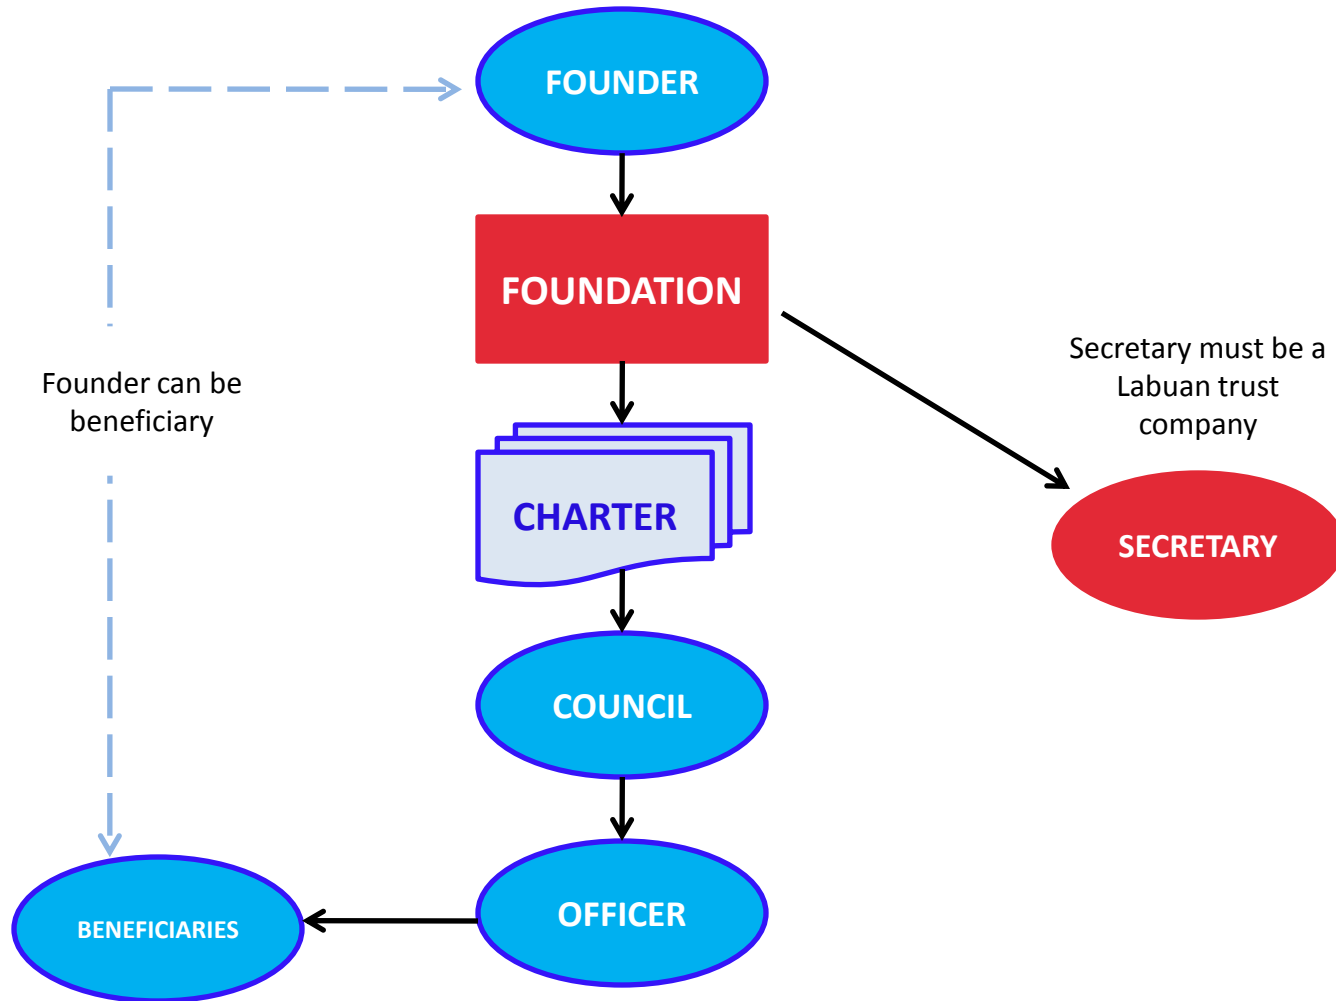 FOUNDER
FOUNDATION
Founder can be
beneficiary
Secretary must be a
Labuan trust
company
CHARTER
SECRETARY
COUNCIL
OFFICER
BENEFICIARIES